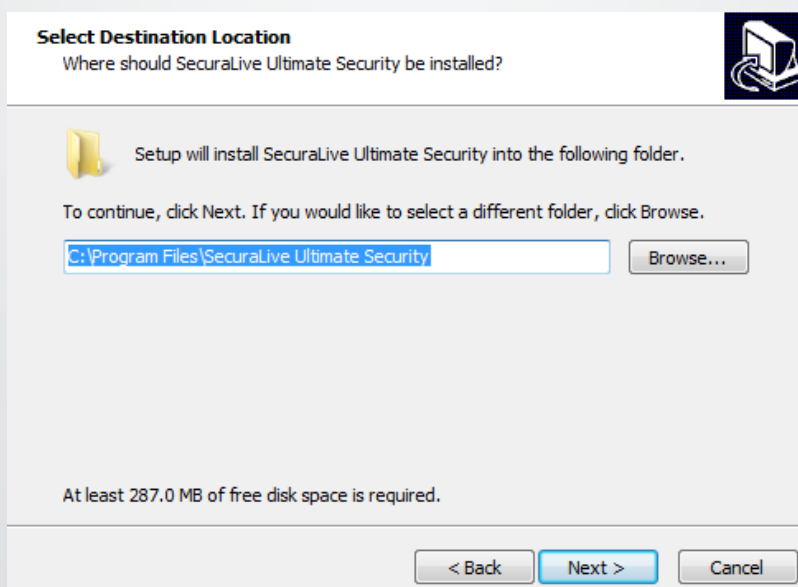 Select Destination Location
Where should SecuraLive Ultimate Security be installed?
Setup will install SecuraLive Ultimate Security into the following folder.
To continue, click Next. If you would like to select a different folder, click Browse.
C:\Program Files\SecuraLive Ultimate Security
Browse...
At least 287.0 MB of free disk space is required.
< Back
Next >
Cancel